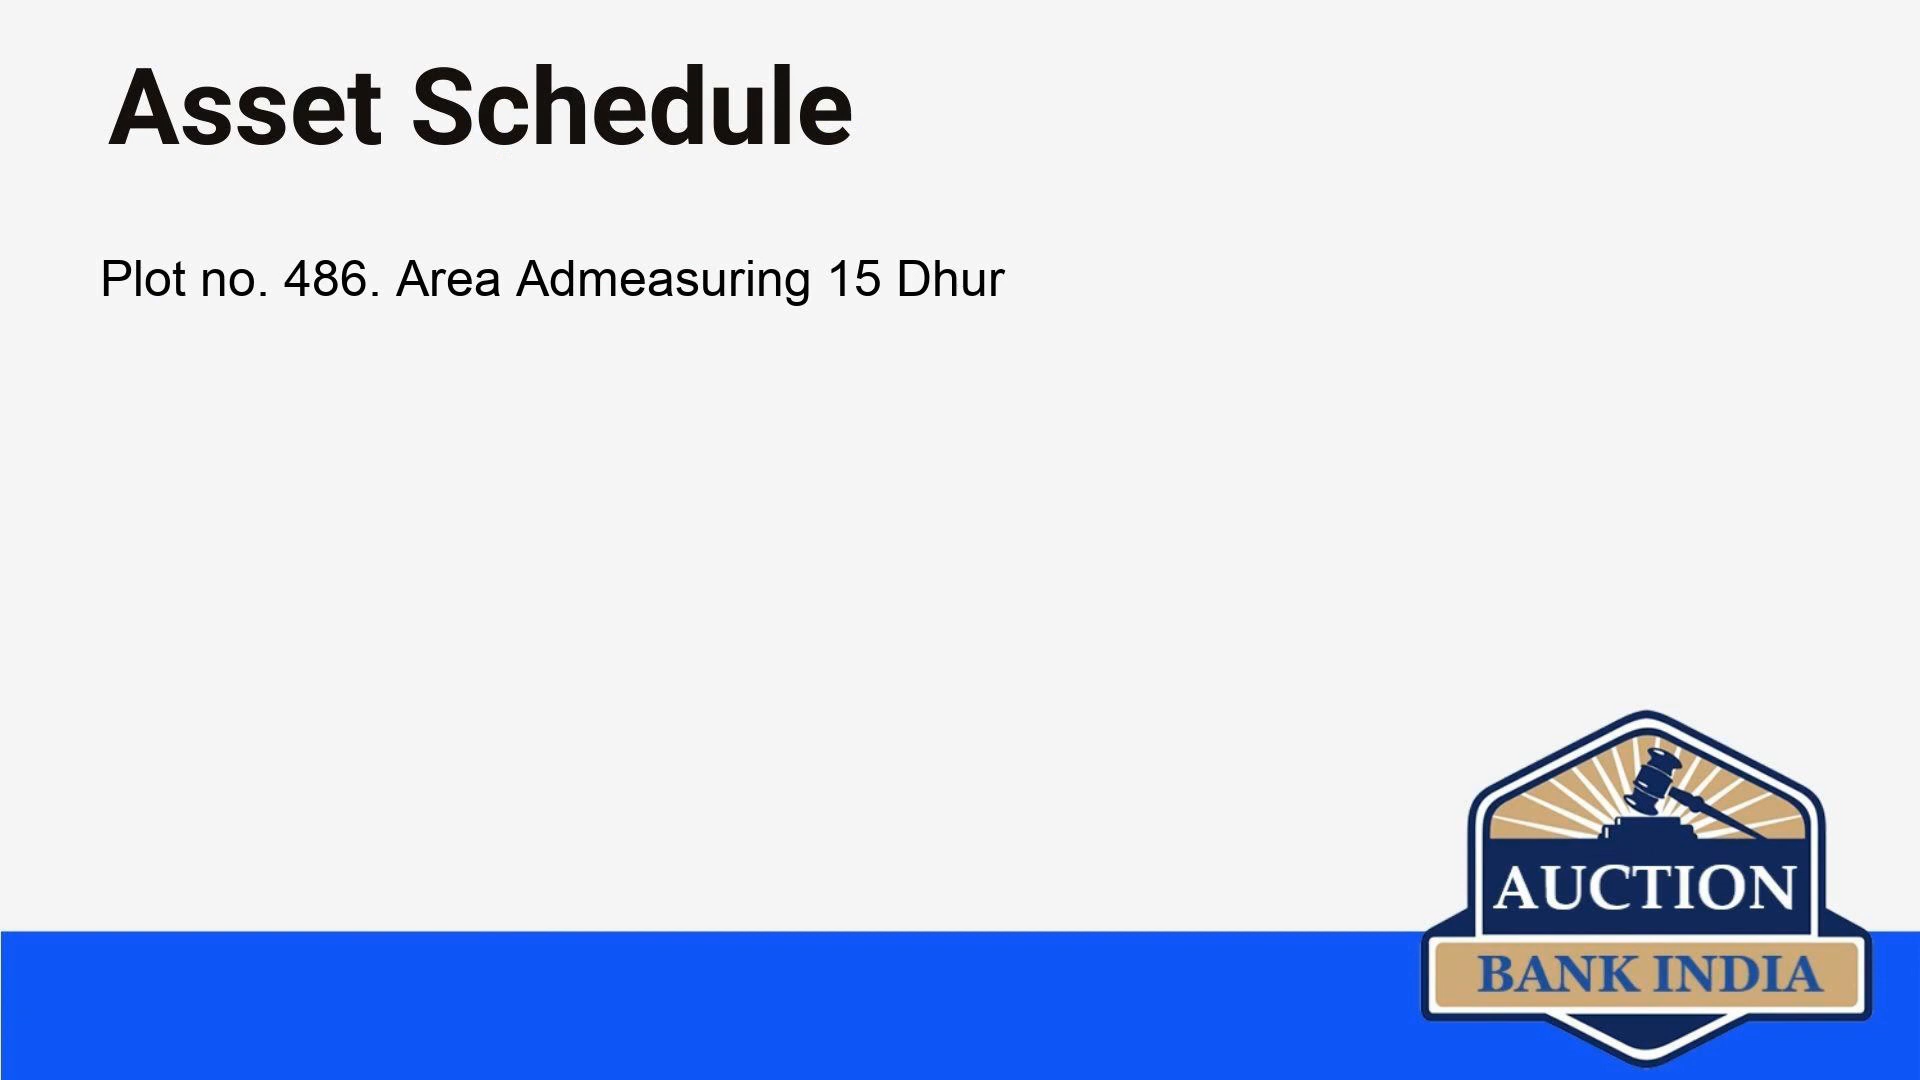 Asset Schedule
Plot no. 486. Area Admeasuring 15 Dhur
AUCTION
BANK INDIA